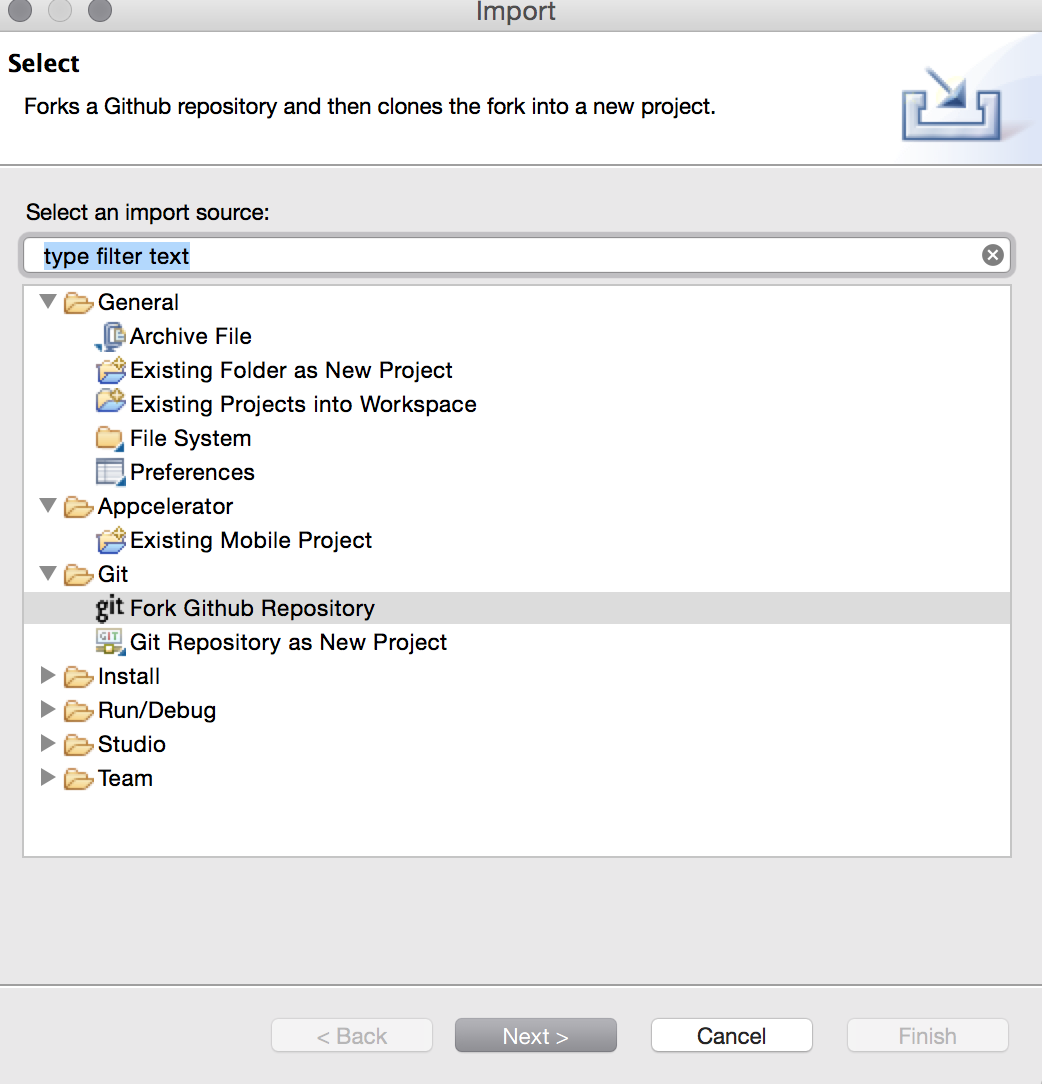 Import
Select
Forks a Github repository and then clones the fork into a new project.
Select an import source:
type filter text
General
Archive File
Existing Folder as New Project
Existing Projects into Workspace
File System
Preferences
Appcelerator
Existing Mobile Project
Git
git Fork Github Repository
GIT Git Repository as New Project
Install
Run/Debug
Studio
Team
< Back Next > Cancel Finish